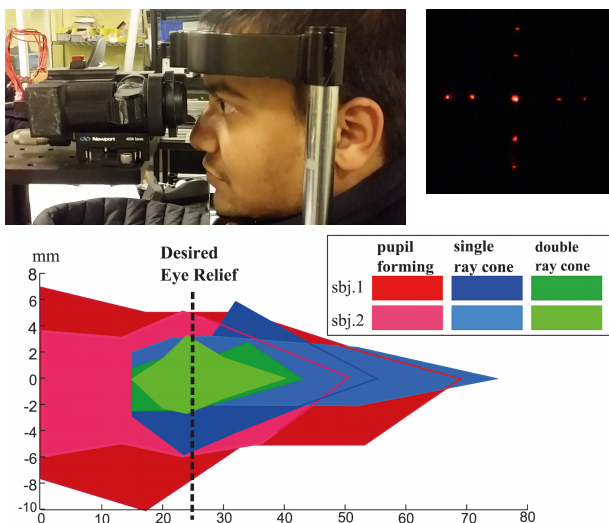 Newport
mm
Desired
Eye Relief
pupil
forming
single
ray cone
double
ray cone
sbj.1
sbj.2
8
6
4
2
0
-2
-4
-6
-8
-10
0 10 20 30 40 50 60 70 80